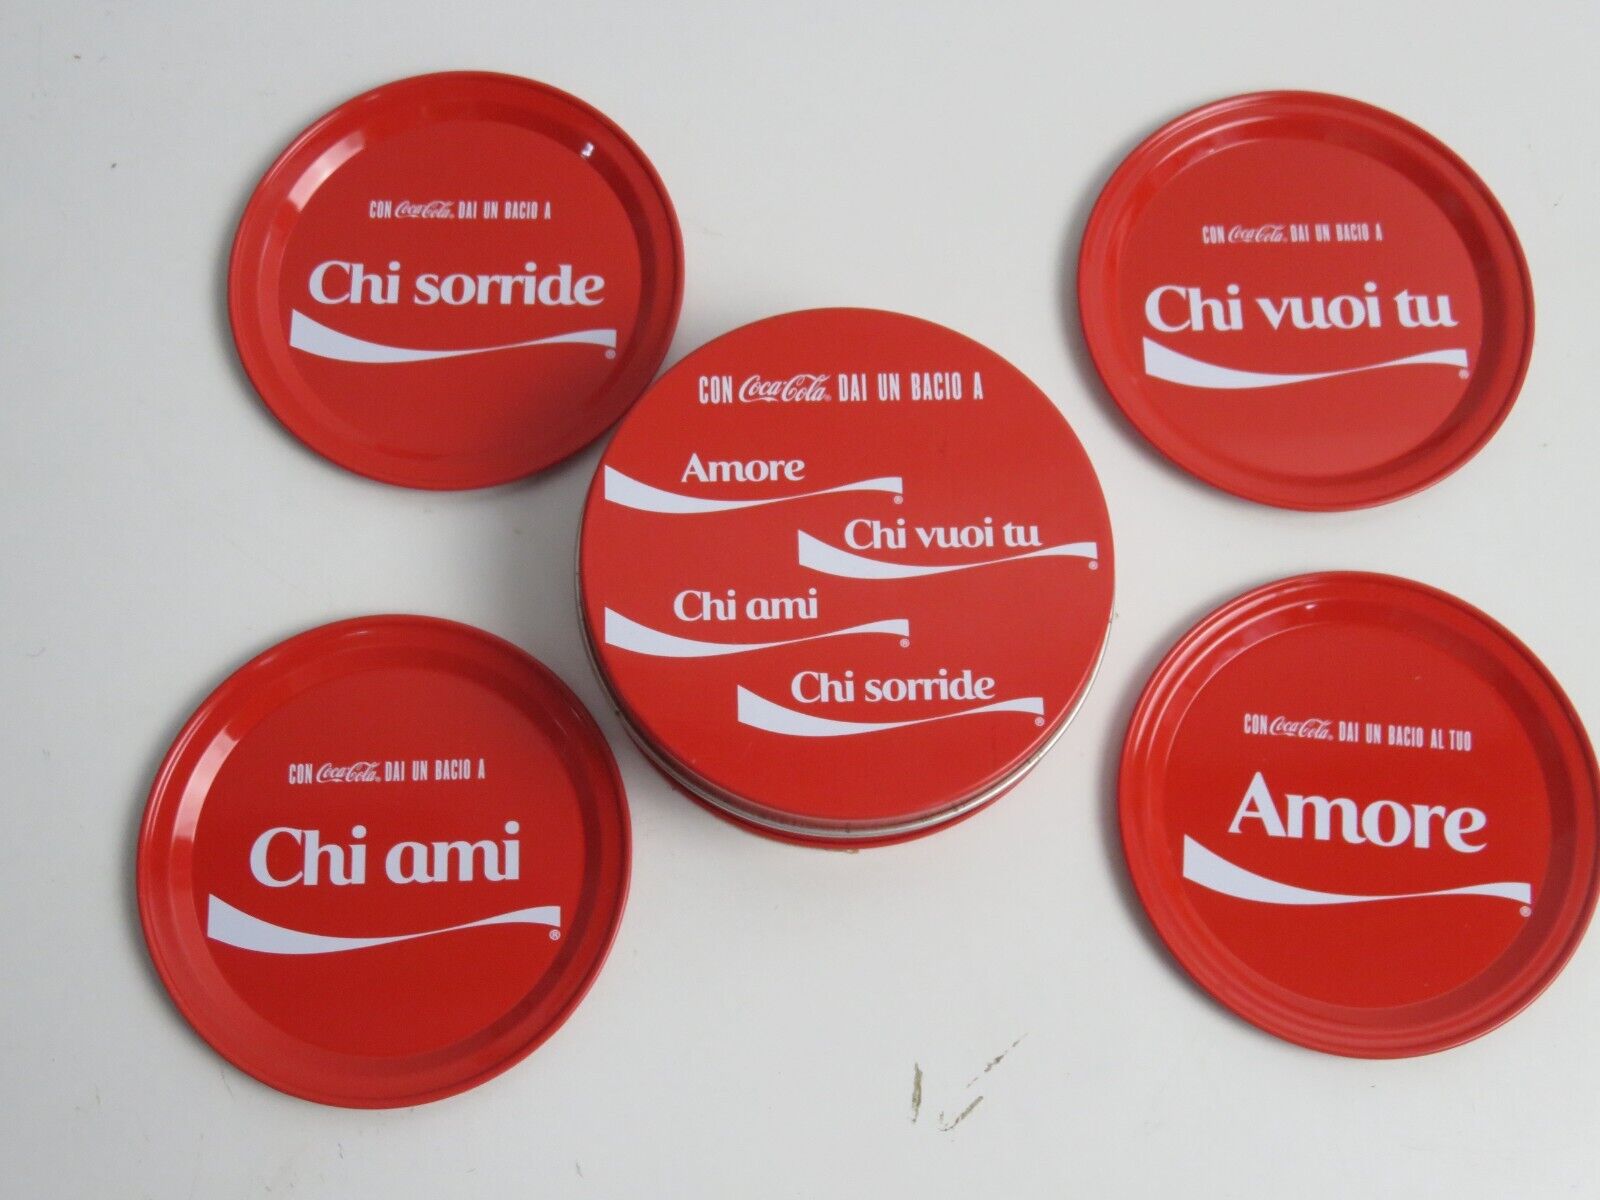 CON Coca-Cola® DAI UN BACIO A
Chi sorride
®
CON Coca-Cola® DAI UN BACIO A
Chi vuoi tu
®
CON Coca-Cola® DAI UN BACIO A
Amore
®
Chi vuoi tu
®
Chi ami
®
Chi sorride
®
CON Coca-Cola® DAI UN BACIO A
Chi ami
®
CON Coca-Cola® DAI UN BACIO AL TUO
Amore
®